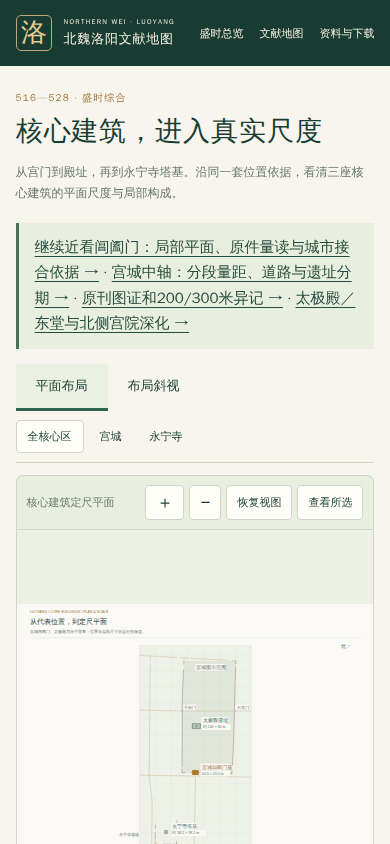 洛
NORTHERN WEI · LUOYANG
北魏洛阳文献地图
盛时总览
文献地图
资料与下载
516—528 · 盛时综合
核心建筑，进入真实尺度
从宫门到殿址，再到永宁寺塔基。沿同一套位置依据，看清三座核
心建筑的平面尺度与局部构成。
继续近看阊阖门：局部平面、原件量读与城市接
合依据 → · 宫城中轴：分段量距、道路与遗址分
期 → · 原刊图证和200/300米异记 → · 太极殿／
东堂与北侧宫院深化 →
平面布局
布局斜视
全核心区
宫城
永宁寺
核心建筑定尺平面
+
−
恢复视图
查看所选
LUOYANG / CORE BUILDINGS / PLAN & SCALE
从代表位置，到定尺平面
北 ↑
宫城图示范围
太极殿遗址
永宁寺塔基